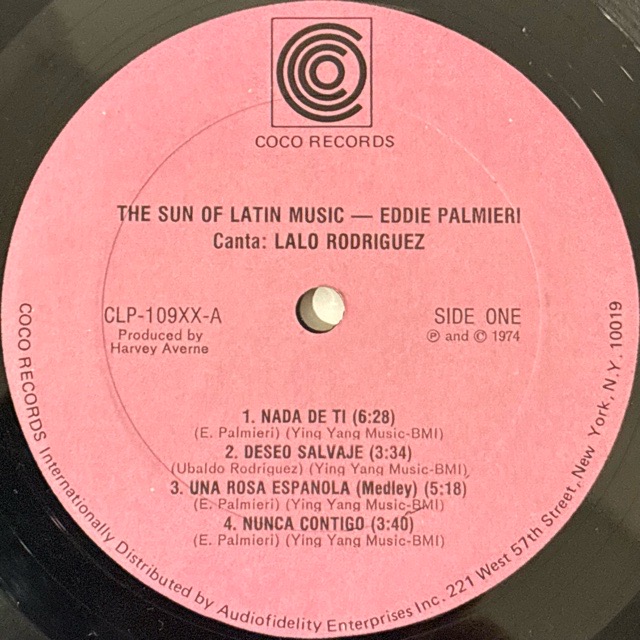 COCO RECORDS
THE SUN OF LATIN MUSIC — EDDIE PALMIERI
Canta: LALO RODRIGUEZ
CLP-109XX-A
Produced by
Harvey Averne
SIDE ONE
℗ and © 1974
1. NADA DE TI (6:28)
(E. Palmieri) (Ying Yang Music-BMI)
2. DESEO SALVAJE (3:34)
(Ubaldo Rodriguez) (Ying Yang Music-BMI)
3. UNA ROSA ESPANOLA (Medley) (5:18)
(E. Palmieri) (Ying Yang Music-BMI)
4. NUNCA CONTIGO (3:40)
(E. Palmieri) (Ying Yang Music-BMI)
COCO RECORDS Internationally Distributed by Audiofidelity Enterprises Inc. 221 West 57th Street, New York, N.Y. 10019